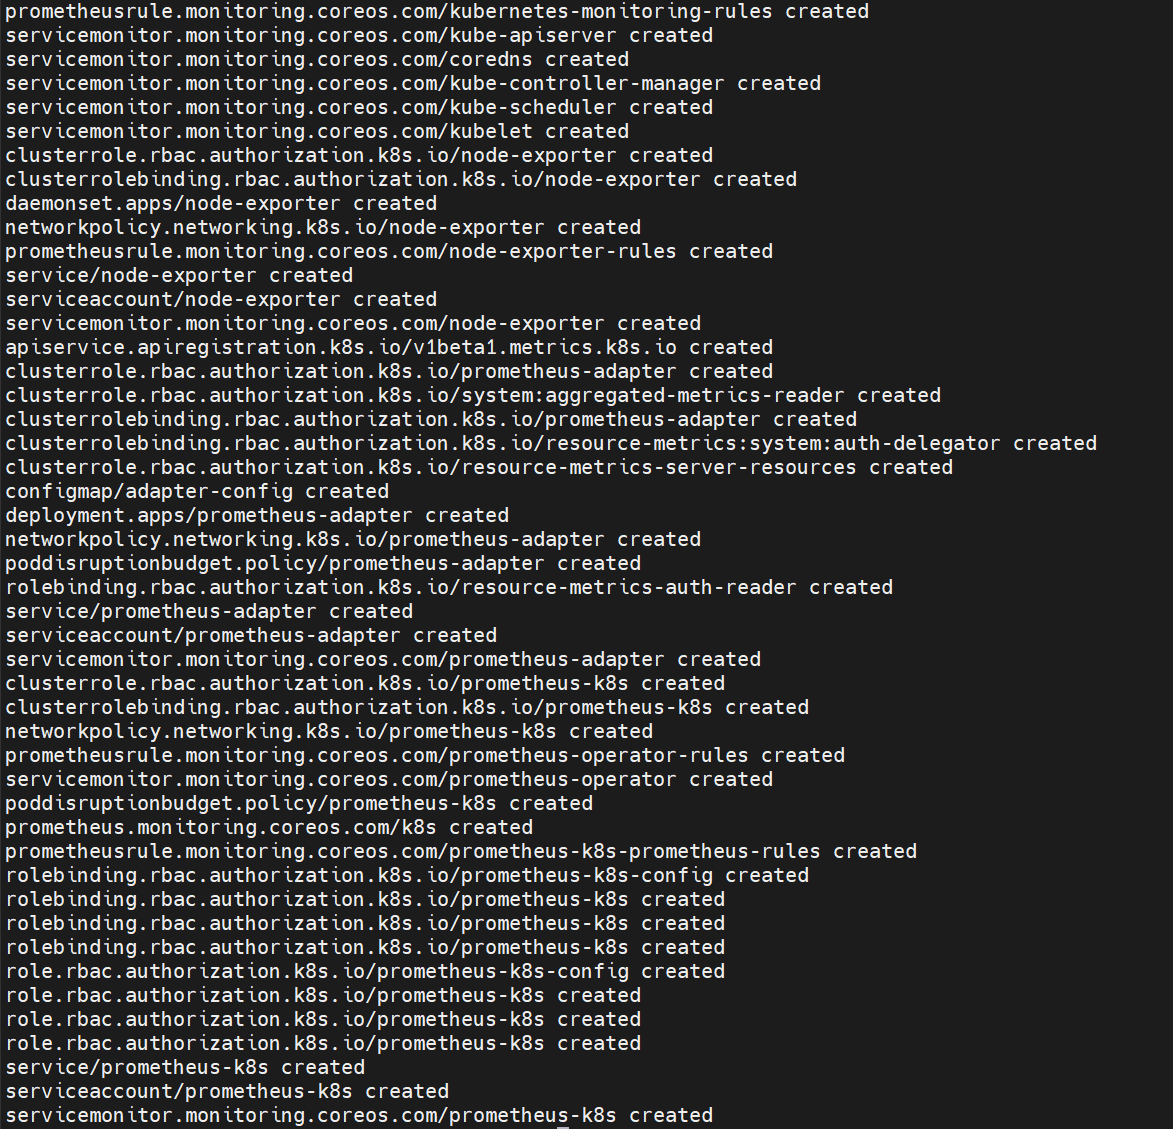 prometheusrule.monitoring.coreos.com/kubernetes-monitoring-rules created
servicemonitor.monitoring.coreos.com/kube-apiserver created
servicemonitor.monitoring.coreos.com/coredns created
servicemonitor.monitoring.coreos.com/kube-controller-manager created
servicemonitor.monitoring.coreos.com/kube-scheduler created
servicemonitor.monitoring.coreos.com/kubelet created
clusterrole.rbac.authorization.k8s.io/node-exporter created
clusterrolebinding.rbac.authorization.k8s.io/node-exporter created
daemonset.apps/node-exporter created
networkpolicy.networking.k8s.io/node-exporter created
prometheusrule.monitoring.coreos.com/node-exporter-rules created
service/node-exporter created
serviceaccount/node-exporter created
servicemonitor.monitoring.coreos.com/node-exporter created
apiservice.apiregistration.k8s.io/v1beta1.metrics.k8s.io created
clusterrole.rbac.authorization.k8s.io/prometheus-adapter created
clusterrole.rbac.authorization.k8s.io/system:aggregated-metrics-reader created
clusterrolebinding.rbac.authorization.k8s.io/prometheus-adapter created
clusterrolebinding.rbac.authorization.k8s.io/resource-metrics:system:auth-delegator created
clusterrole.rbac.authorization.k8s.io/resource-metrics-server-resources created
configmap/adapter-config created
deployment.apps/prometheus-adapter created
networkpolicy.networking.k8s.io/prometheus-adapter created
poddisruptionbudget.policy/prometheus-adapter created
rolebinding.rbac.authorization.k8s.io/resource-metrics-auth-reader created
service/prometheus-adapter created
serviceaccount/prometheus-adapter created
servicemonitor.monitoring.coreos.com/prometheus-adapter created
clusterrole.rbac.authorization.k8s.io/prometheus-k8s created
clusterrolebinding.rbac.authorization.k8s.io/prometheus-k8s created
networkpolicy.networking.k8s.io/prometheus-k8s created
prometheusrule.monitoring.coreos.com/prometheus-operator-rules created
servicemonitor.monitoring.coreos.com/prometheus-operator created
poddisruptionbudget.policy/prometheus-k8s created
prometheus.monitoring.coreos.com/k8s created
prometheusrule.monitoring.coreos.com/prometheus-k8s-prometheus-rules created
rolebinding.rbac.authorization.k8s.io/prometheus-k8s-config created
rolebinding.rbac.authorization.k8s.io/prometheus-k8s created
rolebinding.rbac.authorization.k8s.io/prometheus-k8s created
rolebinding.rbac.authorization.k8s.io/prometheus-k8s created
role.rbac.authorization.k8s.io/prometheus-k8s-config created
role.rbac.authorization.k8s.io/prometheus-k8s created
role.rbac.authorization.k8s.io/prometheus-k8s created
role.rbac.authorization.k8s.io/prometheus-k8s created
service/prometheus-k8s created
serviceaccount/prometheus-k8s created
servicemonitor.monitoring.coreos.com/prometheus-k8s created